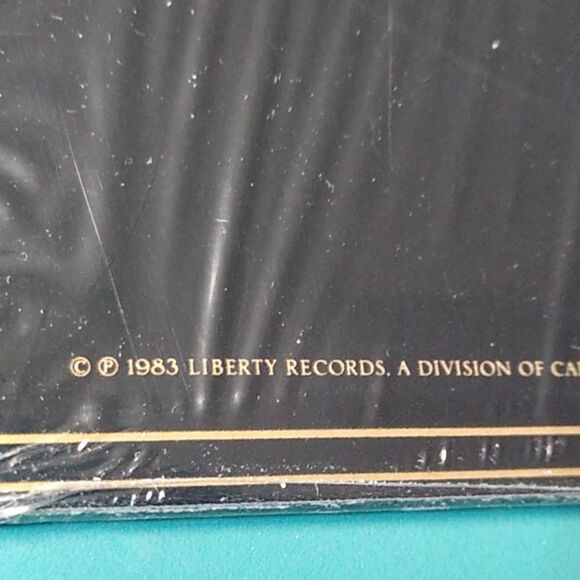 © ℗ 1983 LIBERTY RECORDS, A DIVISION OF